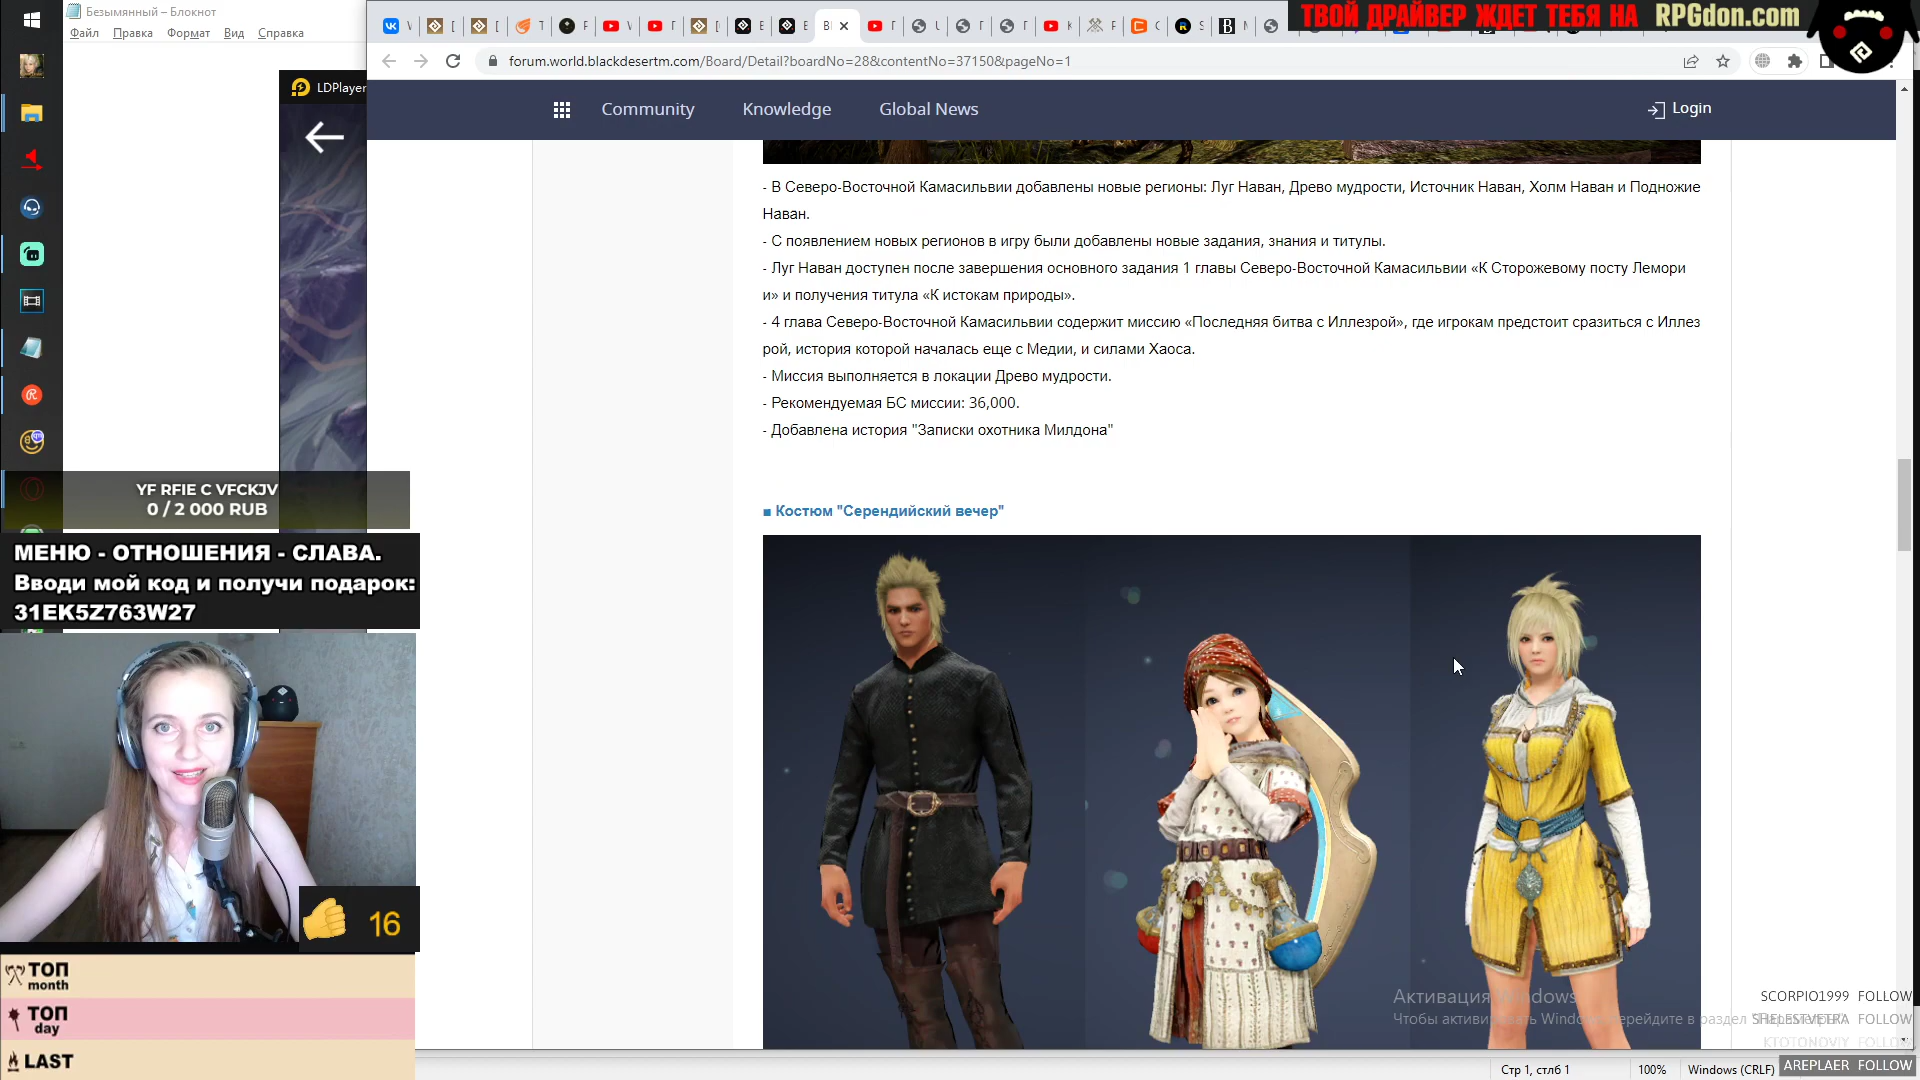 Безымянный – Блокнот
Файл Правка Формат Вид Справка
LDPlayer
ТВОЙ ДРАЙВЕР ЖДЕТ ТЕБЯ НА RPGdon.com
forum.world.blackdesertm.com/Board/Detail?boardNo=28&contentNo=37150&pageNo=1
Community Knowledge Global News Login
- В Северо-Восточной Камасильвии добавлены новые регионы: Луг Наван, Древо мудрости, Источник Наван, Холм Наван и Подножие
Наван.
- С появлением новых регионов в игру были добавлены новые задания, знания и титулы.
- Луг Наван доступен после завершения основного задания 1 главы Северо-Восточной Камасильвии «К Сторожевому посту Лемори
и» и получения титула «К истокам природы».
- 4 глава Северо-Восточной Камасильвии содержит миссию «Последняя битва с Иллезрой», где игрокам предстоит сразиться с Иллез
рой, история которой началась еще с Медии, и силами Хаоса.
- Миссия выполняется в локации Древо мудрости.
- Рекомендуемая БС миссии: 36,000.
- Добавлена история "Записки охотника Милдона"
■ Костюм "Серендийский вечер"
YF RFIE C VFCKJV
0 / 2 000 RUB
МЕНЮ - ОТНОШЕНИЯ - СЛАВА.
Вводи мой код и получи подарок:
31EK5Z763W27
16
ТОП
month
ТОП
day
LAST
Активация Windows
SCORPIO1999 FOLLOW
SHELESTVETRA FOLLOW
KTOTONOVIY FOLLOW
AREPLAER FOLLOW
Стр 1, стлб 1 100% Windows (CRLF)